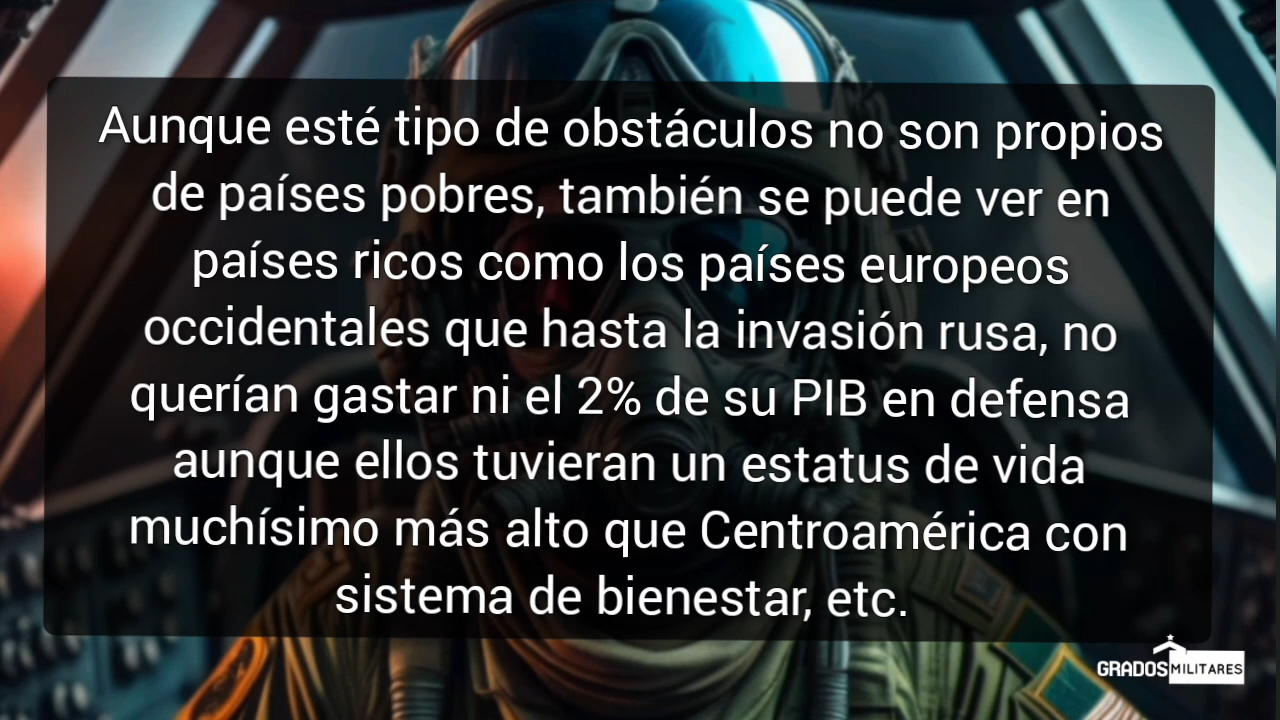 Aunque esté tipo de obstáculos no son propios
de países pobres, también se puede ver en
países ricos como los países europeos
occidentales que hasta la invasión rusa, no
querían gastar ni el 2% de su PIB en defensa
aunque ellos tuvieran un estatus de vida
muchísimo más alto que Centroamérica con
sistema de bienestar, etc.
GRADOSMILITARES